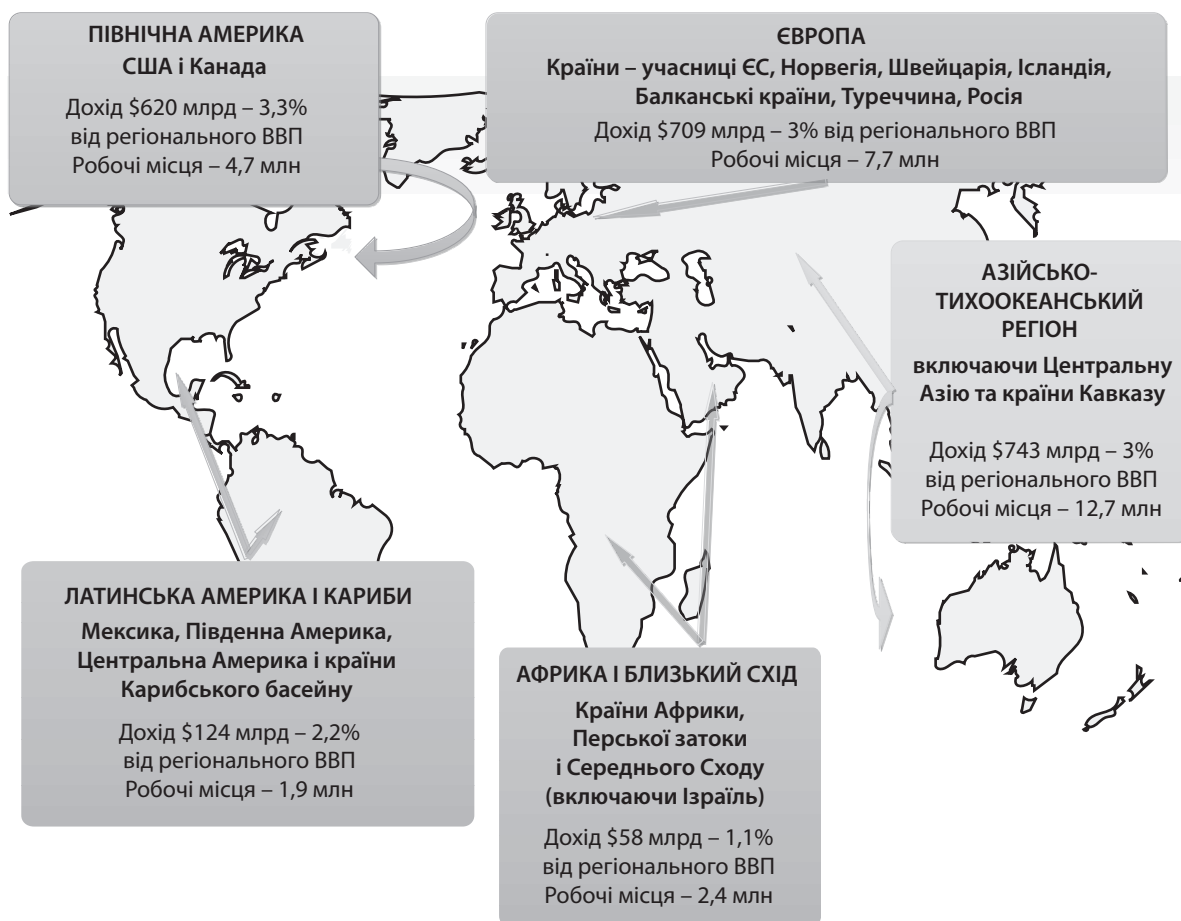 ПІВНІЧНА АМЕРИКА
США і Канада
Дохід $620 млрд – 3,3%
від регіонального ВВП
Робочі місця – 4,7 млн
ЄВРОПА
Країни – учасниці ЄС, Норвегія, Швейцарія, Ісландія,
Балканські країни, Туреччина, Росія
Дохід $709 млрд – 3% від регіонального ВВП
Робочі місця – 7,7 млн
АЗІЙСЬКО-
ТИХООКЕАНСЬКИЙ
РЕГІОН
включаючи Центральну
Азію та країни Кавказу
Дохід $743 млрд – 3%
від регіонального ВВП
Робочі місця – 12,7 млн
ЛАТИНСЬКА АМЕРИКА І КАРИБИ
Мексика, Південна Америка,
Центральна Америка і країни
Карибського басейну
Дохід $124 млрд – 2,2%
від регіонального ВВП
Робочі місця – 1,9 млн
АФРИКА І БЛИЗЬКИЙ СХІД
Країни Африки,
Перської затоки
і Середнього Сходу
(включаючи Ізраїль)
Дохід $58 млрд – 1,1%
від регіонального ВВП
Робочі місця – 2,4 млн